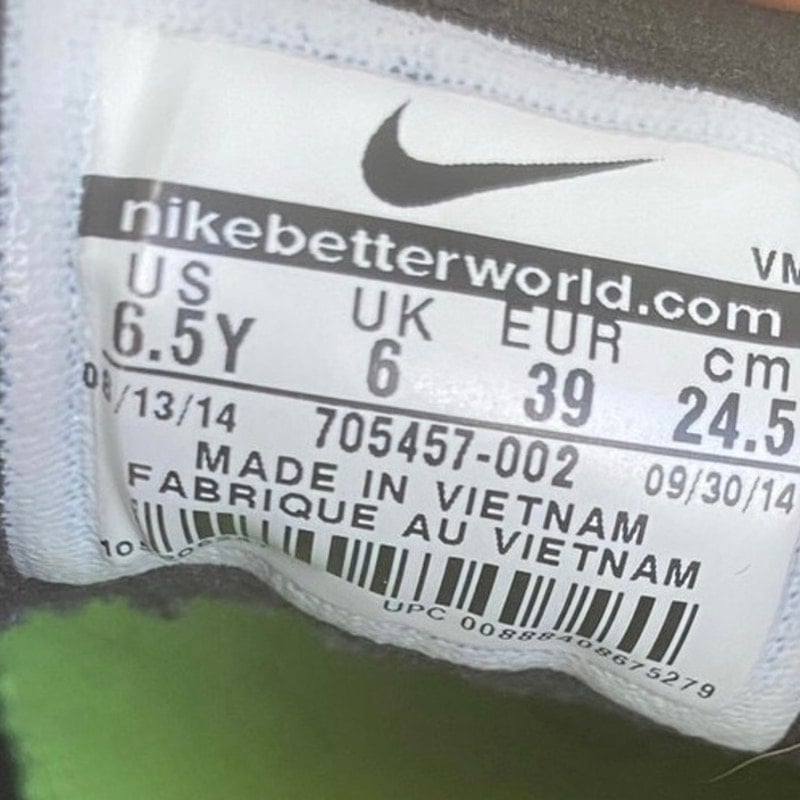 nikebetterworld.com
VM
US UK EUR cm
6.5Y 6 39 24.5
08/13/14 705457-002 09/30/14
MADE IN VIETNAM
FABRIQUE AU VIETNAM
UPC 00888408675279